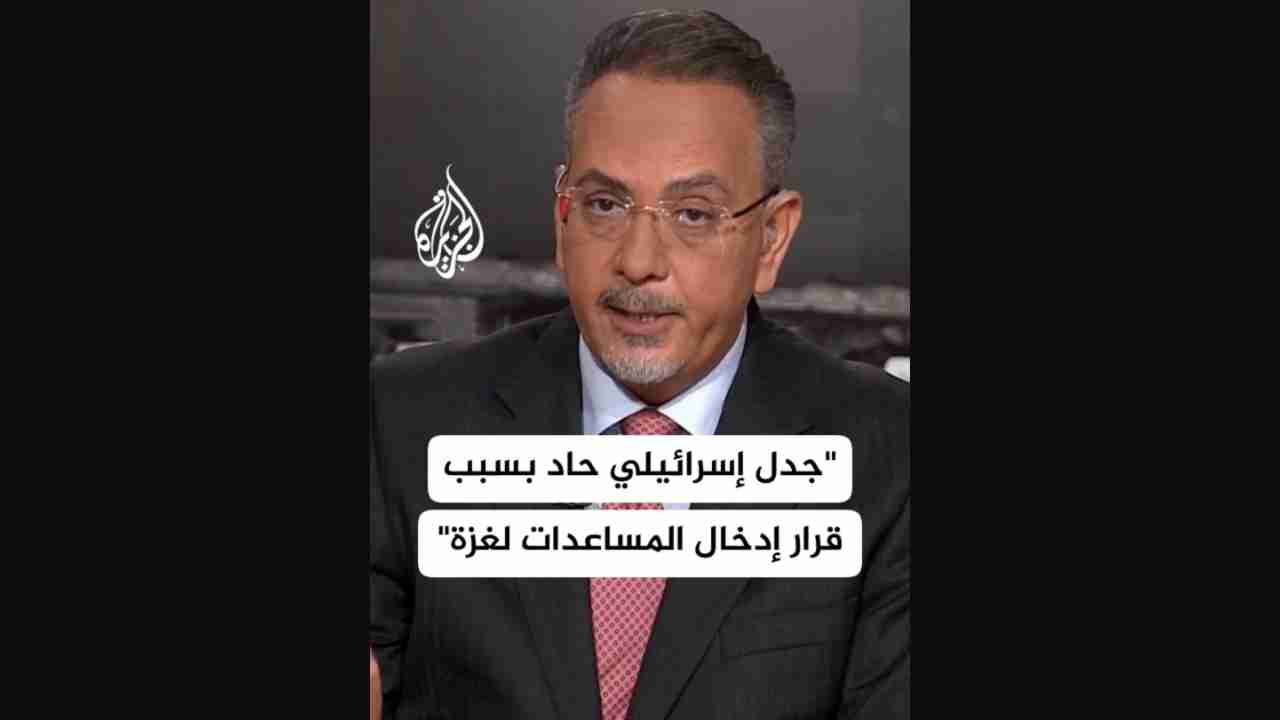 الجزيرة
"جدل إسرائيلي حاد بسبب
قرار إدخال المساعدات لغزة"